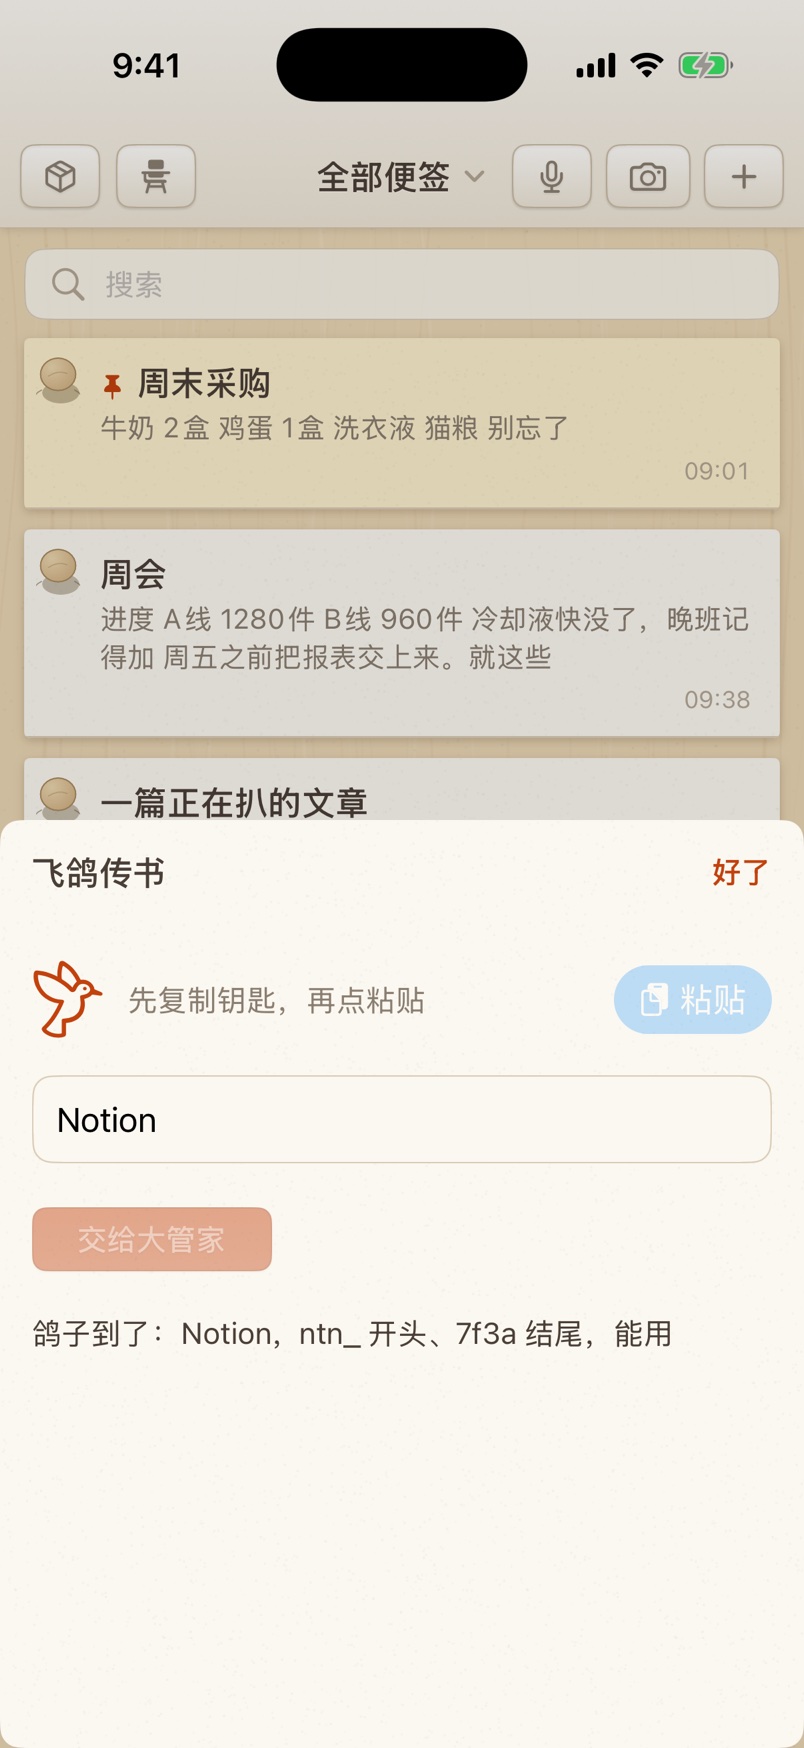 9:41
全部便签
搜索
周末采购
牛奶 2盒 鸡蛋 1盒 洗衣液 猫粮 别忘了
09:01
周会
进度 A线 1280件 B线 960件 冷却液快没了，晚班记
得加 周五之前把报表交上来。就这些
09:38
一篇正在扒的文章
飞鸽传书
好了
先复制钥匙，再点粘贴
粘贴
Notion
交给大管家
鸽子到了：Notion，ntn_ 开头、7f3a 结尾，能用